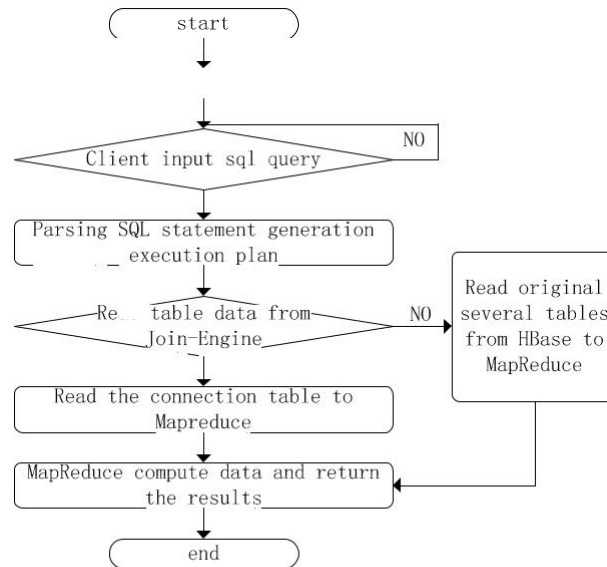 start
NO
Client input sql query
Parsing SQL statement generation
execution plan
table data from
Join-Engine
NO
Read original
several tables
from HBase to
MapReduce
Read the connection table to
Mapreduce
MapReduce compute data and return
the results
end